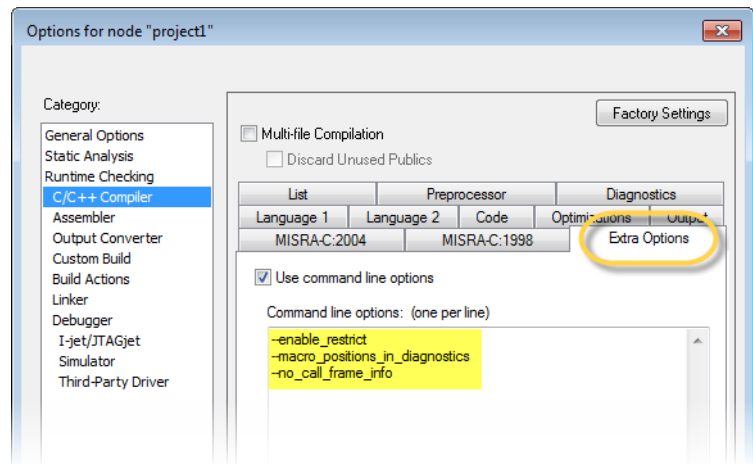 Options for node "project1"
Category:
General Options
Static Analysis
Runtime Checking
C/C++ Compiler
Assembler
Output Converter
Custom Build
Build Actions
Linker
Debugger
I-jet/JTAGjet
Simulator
Third-Party Driver
Factory Settings
Multi-file Compilation
Discard Unused Publics
List Preprocessor Diagnostics
Language 1 Language 2 Code Optimizations Output
MISRA-C:2004 MISRA-C:1998 Extra Options
Use command line options
Command line options: (one per line)
--enable_restrict
--macro_positions_in_diagnostics
--no_call_frame_info